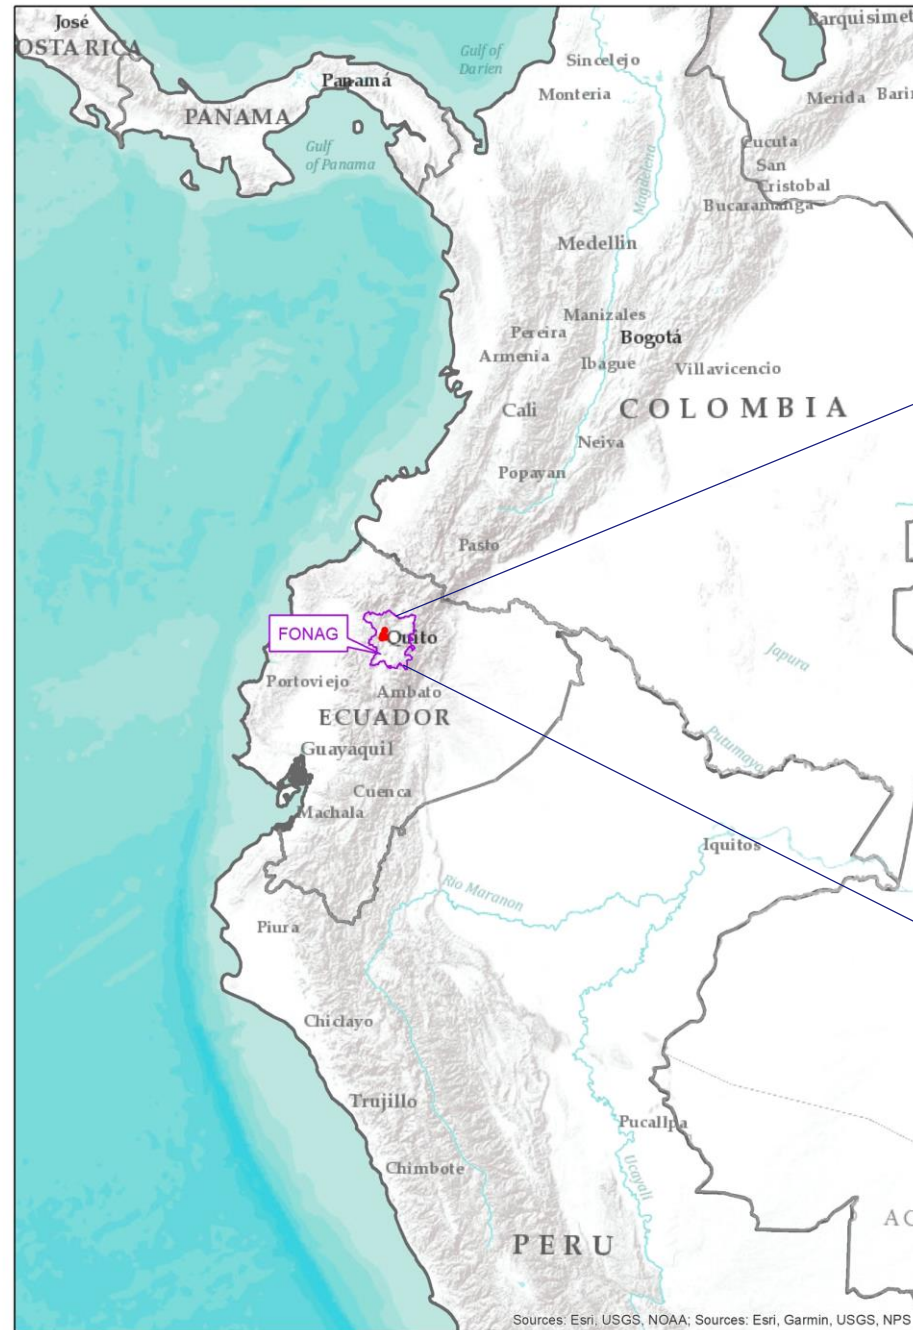 José
OSTA RICA
PANAMA
Panamá
Gulf of
Darien
Gulf
of Panama
Sincelejo
Monteria
Magdelena
Barquisimet
Merida
Barin
Cucuta
San
Cristobal
Bucaramanga
Medellin
Manizales
Pereira
Bogotá
Armenia
Ibague
Villavicencio
Cali
COLOMBIA
Neiva
Popayan
Pasto
FONAG
Quito
Japura
Portoviejo
Ambato
ECUADOR
Putumayo
Guayaquil
Cuenca
Machala
Iquitos
Rio Maranon
Piura
Chiclayo
Trujillo
Pucallpa
Chimbote
Ucayali
AC
PERU
Sources: Esri, USGS, NOAA; Sources: Esri, Garmin, USGS, NPS